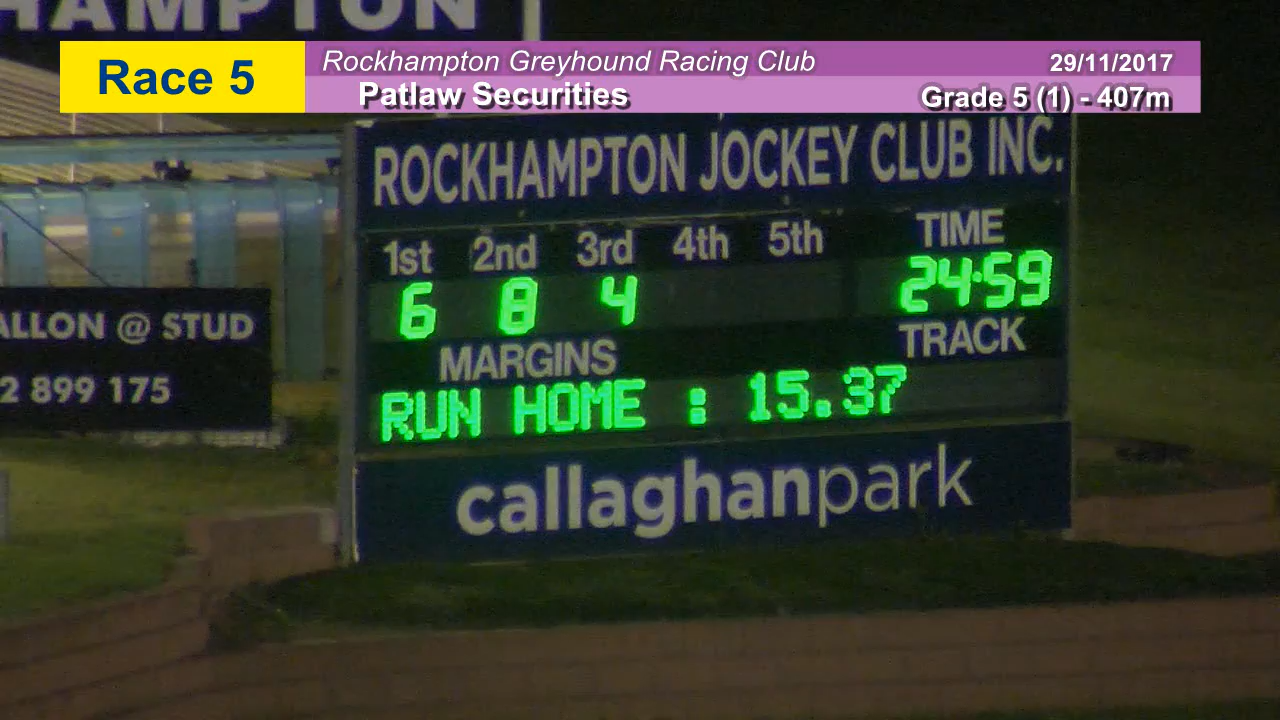 HAMPTON
Race 5
Rockhampton Greyhound Racing Club
29/11/2017
Patlaw Securities
Grade 5 (1) - 407m
ROCKHAMPTON JOCKEY CLUB INC.
1st 2nd 3rd 4th 5th TIME
6 8 4 24·59
MARGINS TRACK
RUN HOME : 15.37
callaghanpark
ALLON @ STUD
2 899 175